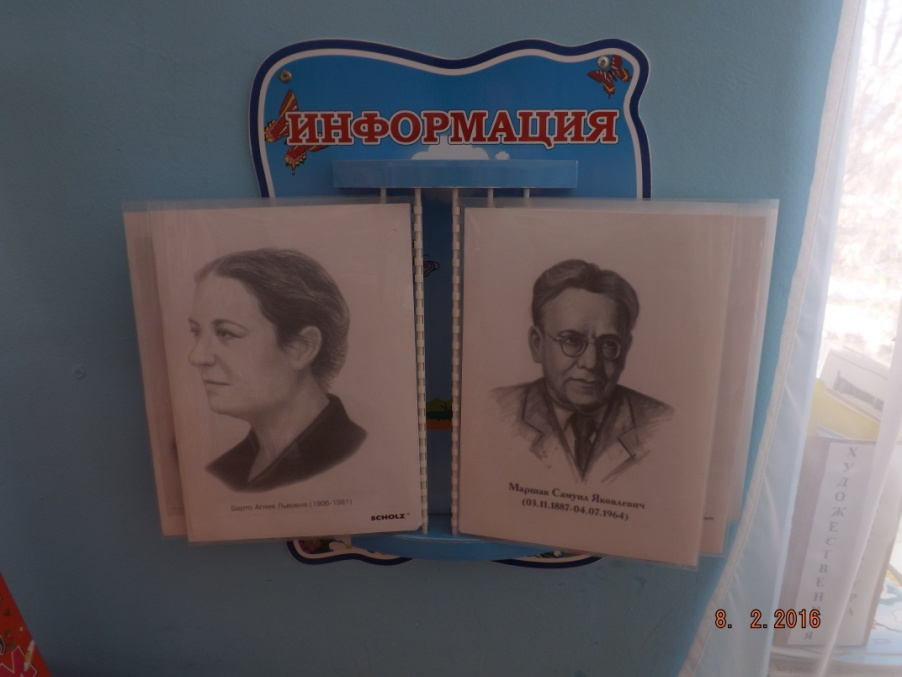 ИНФОРМАЦИЯ
Барто Агния Львовна (1906-1981)
SCHOLZ
Маршак Самуил Яковлевич
(03.11.1887-04.07.1964)
ХУДОЖЕСТВЕННАЯ
8. 2.2016